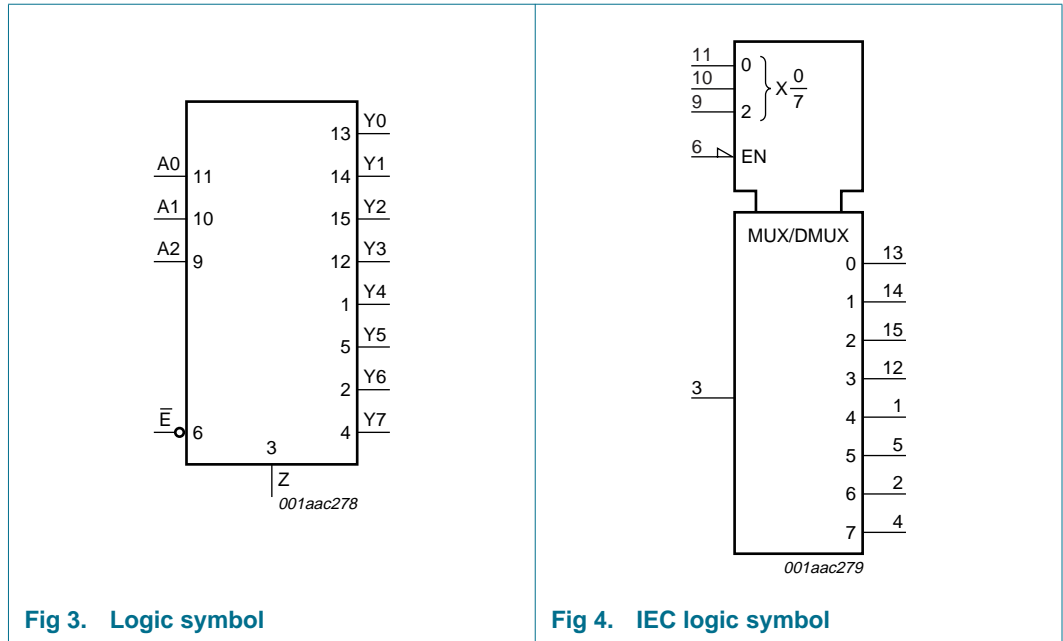 Y0
13
A0
Y1
11
14
A1
Y2
10
15
A2
Y3
9
12
Y4
1
Y5
5
Y6
2
E̅
Y7
6
4
3
Z
001aac278
Fig 3. Logic symbol
11
0
10
X 0/7
9
2
6
EN
MUX/DMUX
0
13
1
14
2
15
3
12
3
4
1
5
5
6
2
7
4
001aac279
Fig 4. IEC logic symbol